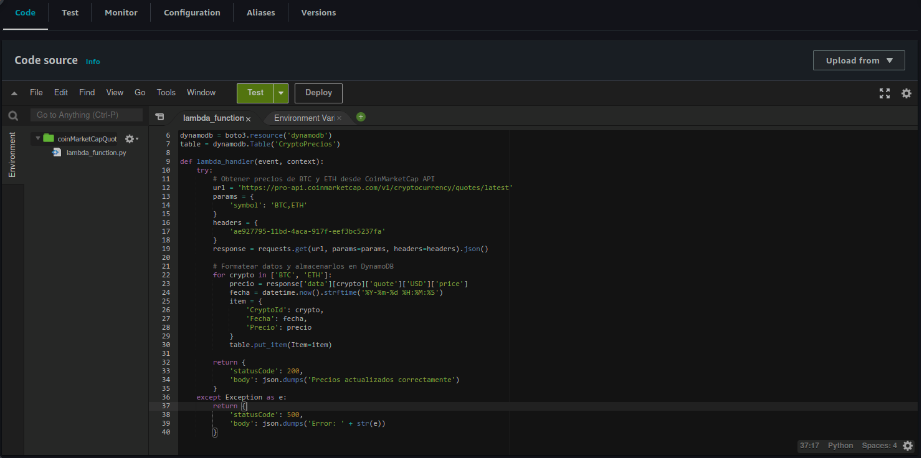 Code Test Monitor Configuration Aliases Versions
Code source Info
Upload from
File Edit Find View Go Tools Window Test Deploy
Go to Anything (Ctrl-P)
lambda_function × Environment Var ×
Environment
coinMarketCapQuot
lambda_function.py
6 dynamodb = boto3.resource('dynamodb')
7 table = dynamodb.Table('CryptoPrecios')
8
9 def lambda_handler(event, context):
10 try:
11 # Obtener precios de BTC y ETH desde CoinMarketCap API
12 url = 'https://pro-api.coinmarketcap.com/v1/cryptocurrency/quotes/latest'
13 params = {
14 'symbol': 'BTC,ETH'
15 }
16 headers = {
17 'ae927795-11bd-4aca-917f-eef3bc5237fa'
18 }
19 response = requests.get(url, params=params, headers=headers).json()
20
21 # Formatear datos y almacenarlos en DynamoDB
22 for crypto in ['BTC', 'ETH']:
23 precio = response['data'][crypto]['quote']['USD']['price']
24 fecha = datetime.now().strftime('%Y-%m-%d %H:%M:%S')
25 item = {
26 'CryptoId': crypto,
27 'Fecha': fecha,
28 'Precio': precio
29 }
30 table.put_item(Item=item)
31
32 return {
33 'statusCode': 200,
34 'body': json.dumps('Precios actualizados correctamente')
35 }
36 except Exception as e:
37 return {
38 'statusCode': 500,
39 'body': json.dumps('Error: ' + str(e))
40 }
37:17 Python Spaces: 4